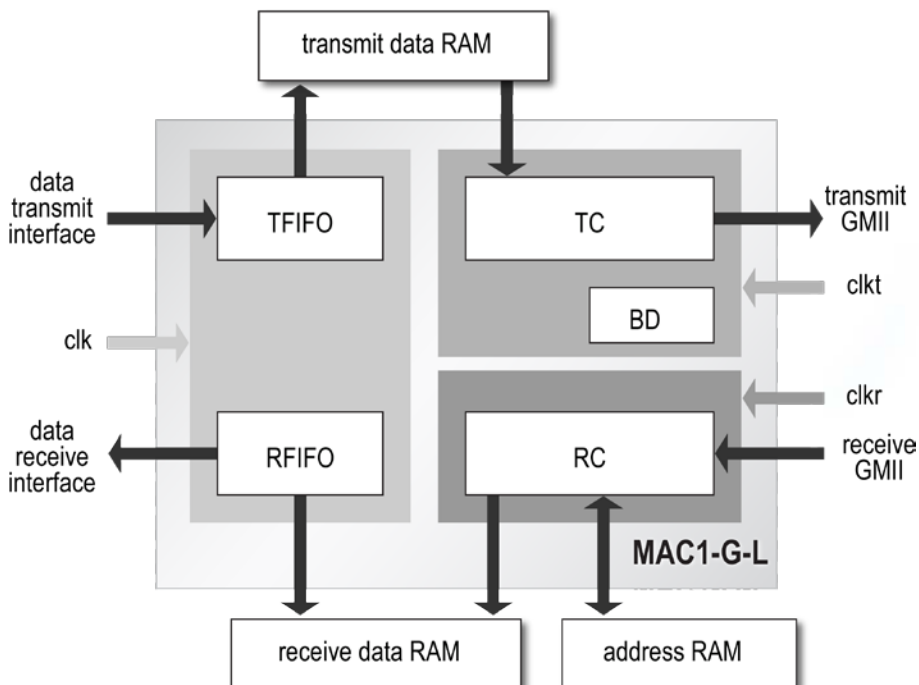 transmit data RAM
data
transmit
interface
TFIFO
TC
transmit
GMII
clkt
BD
clk
clkr
data
receive
interface
RFIFO
RC
receive
GMII
MAC1-G-L
receive data RAM
address RAM